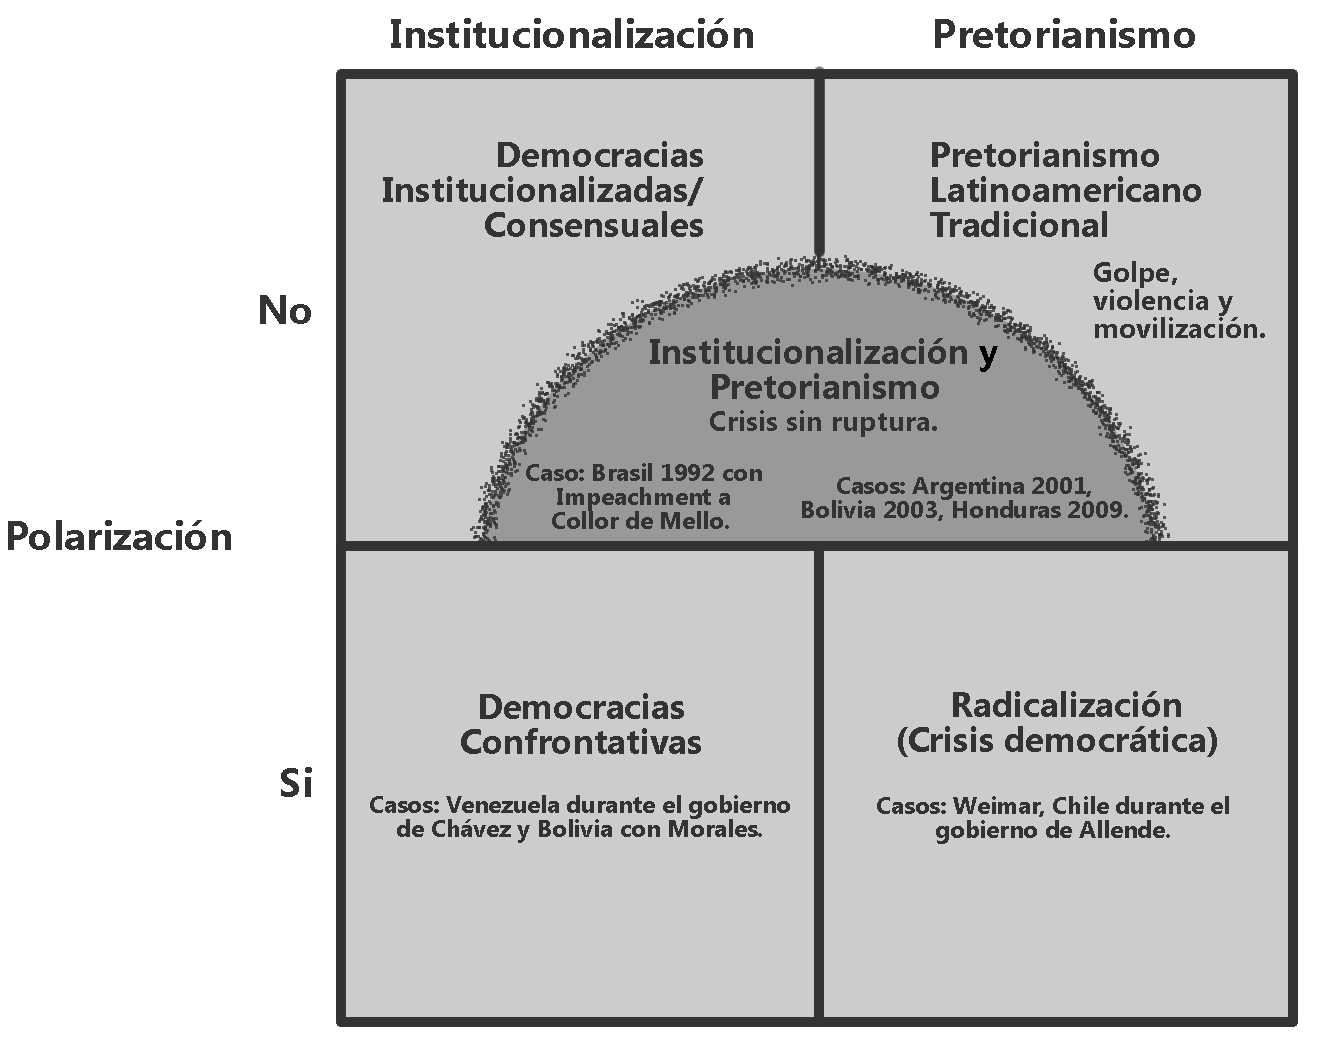 Institucionalización
Pretorianismo
Democracias
Institucionalizadas/
Consensuales
Pretorianismo
Latinoamericano
Tradicional
Golpe,
violencia y
movilización.
No
Institucionalización y
Pretorianismo
Crisis sin ruptura.
Caso: Brasil 1992 con
Impeachment a
Collor de Mello.
Casos: Argentina 2001,
Bolivia 2003, Honduras 2009.
Polarización
Democracias
Confrontativas
Casos: Venezuela durante el gobierno
de Chávez y Bolivia con Morales.
Radicalización
(Crisis democrática)
Casos: Weimar, Chile durante el
gobierno de Allende.
Si